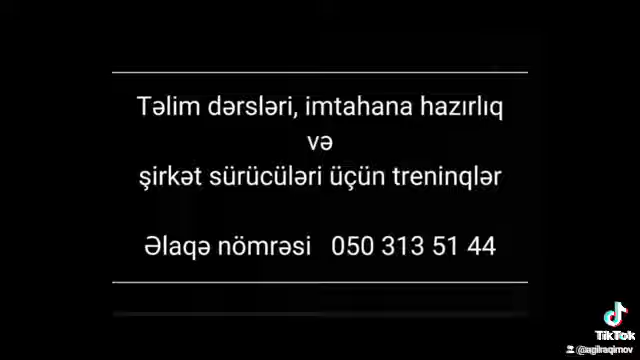 Təlim dərsləri, imtahana hazırlıq
və
şirkət sürücüləri üçün treninqlər
Əlaqə nömrəsi 050 313 51 44
TikTok
@agilraqimov